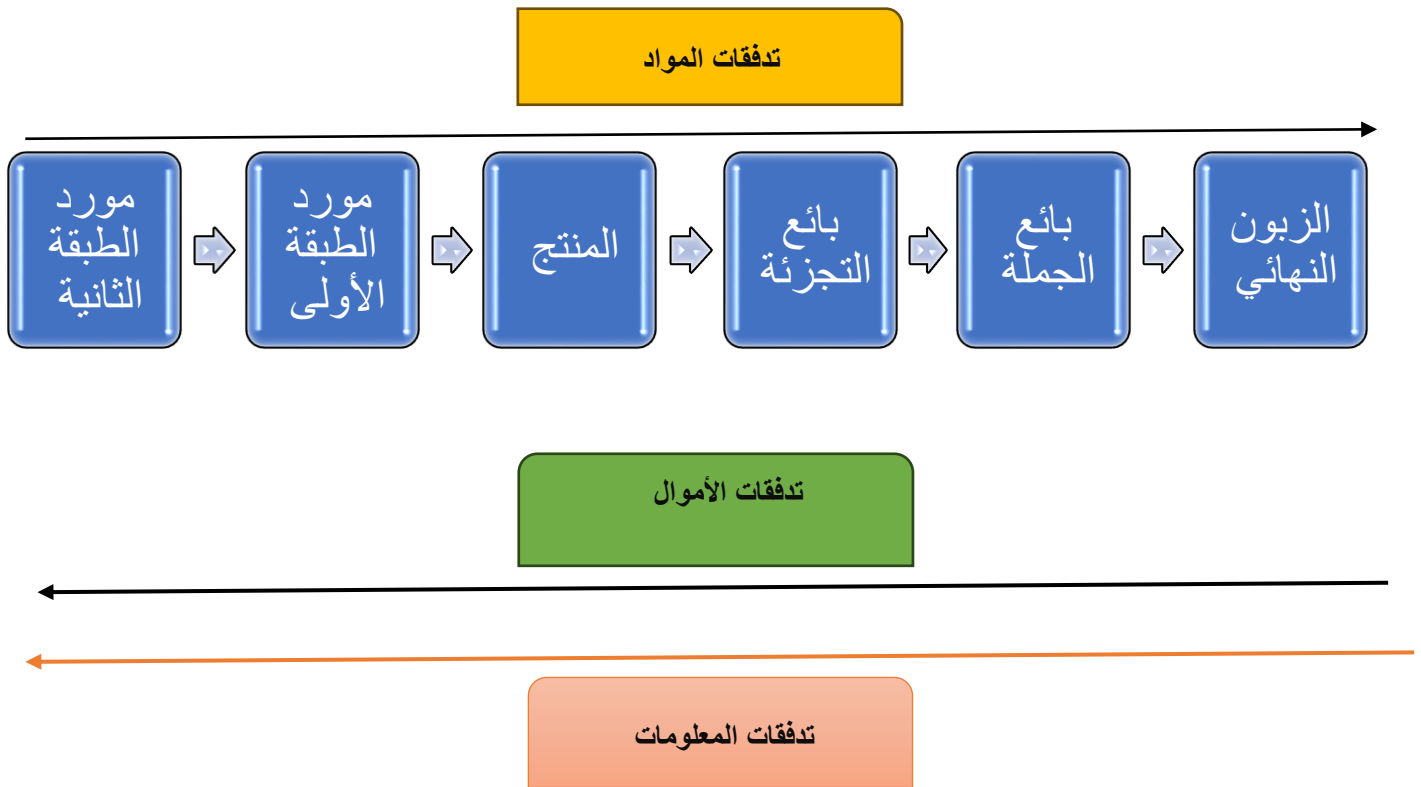 تدفقات المواد
مورد
الطبقة
الثانية
مورد
الطبقة
الأولى
المنتج
بائع
التجزئة
بائع
الجملة
الزبون
النهائي
تدفقات الأموال
تدفقات المعلومات